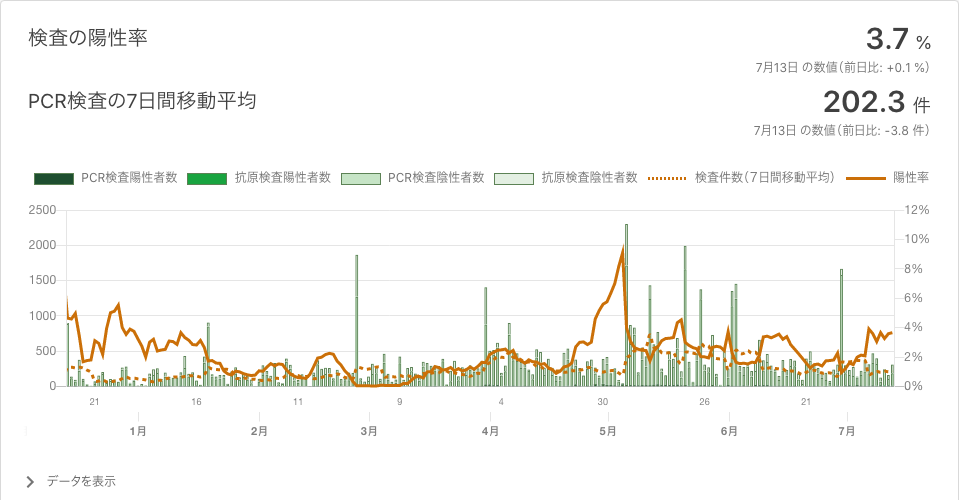 検査の陽性率
3.7 %
7月13日 の数値（前日比: +0.1 %）
PCR検査の7日間移動平均
202.3 件
7月13日 の数値（前日比: -3.8 件）
PCR検査陽性者数 抗原検査陽性者数 PCR検査陰性者数 抗原検査陰性者数 検査件数（7日間移動平均） 陽性率
2500 12%
2000 10%
1500 8%
1000 6%
500 4%
0 2%
0%
21 16 11 9 4 30 26 21
1月 2月 3月 4月 5月 6月 7月
データを表示